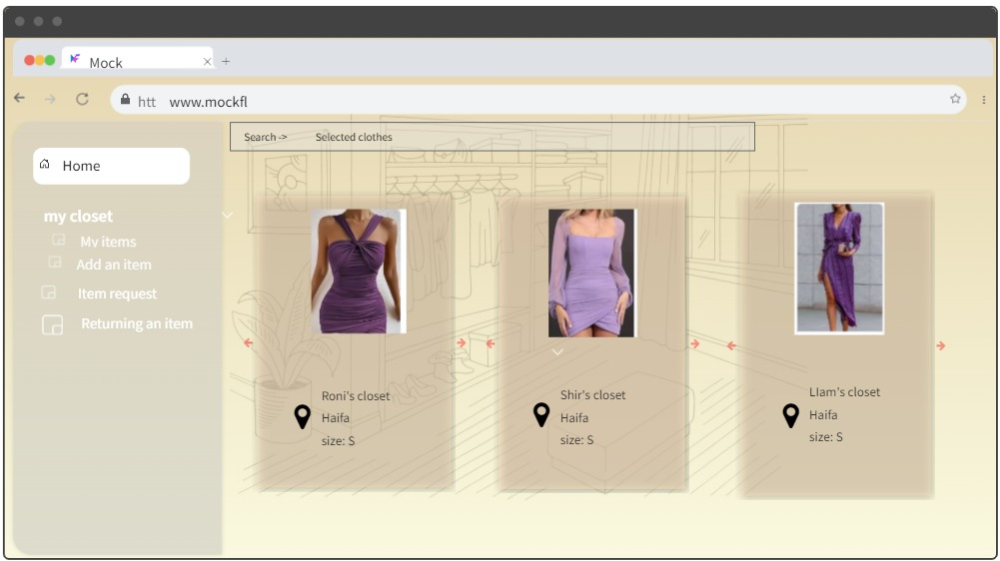 Mock
htt www.mockfl
Search -> Selected clothes
Home
my closet
My items
Add an item
Item request
Returning an item
Roni's closet
Haifa
size: S
Shir's closet
Haifa
size: S
LIam's closet
Haifa
size: S